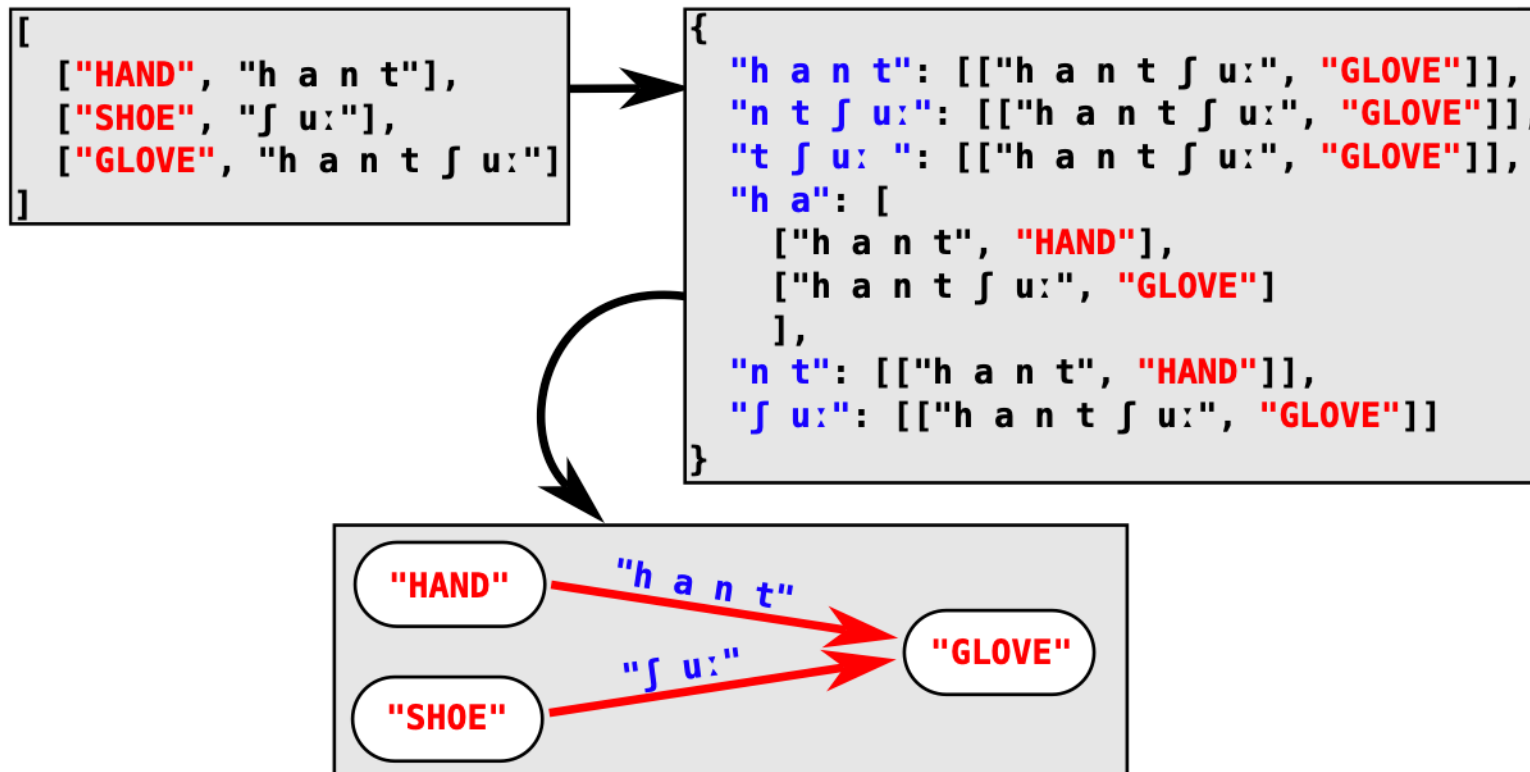 [
["HAND", "h a n t"],
["SHOE", "ʃ uː"],
["GLOVE", "h a n t ʃ uː"]
]
{
"h a n t": [["h a n t ʃ uː", "GLOVE"]],
"n t ʃ uː": [["h a n t ʃ uː", "GLOVE"]],
"t ʃ uː ": [["h a n t ʃ uː", "GLOVE"]],
"h a": [
["h a n t", "HAND"],
["h a n t ʃ uː", "GLOVE"]
],
"n t": [["h a n t", "HAND"]],
"ʃ uː": [["h a n t ʃ uː", "GLOVE"]]
}
"HAND"
"h a n t"
"GLOVE"
"ʃ uː"
"SHOE"